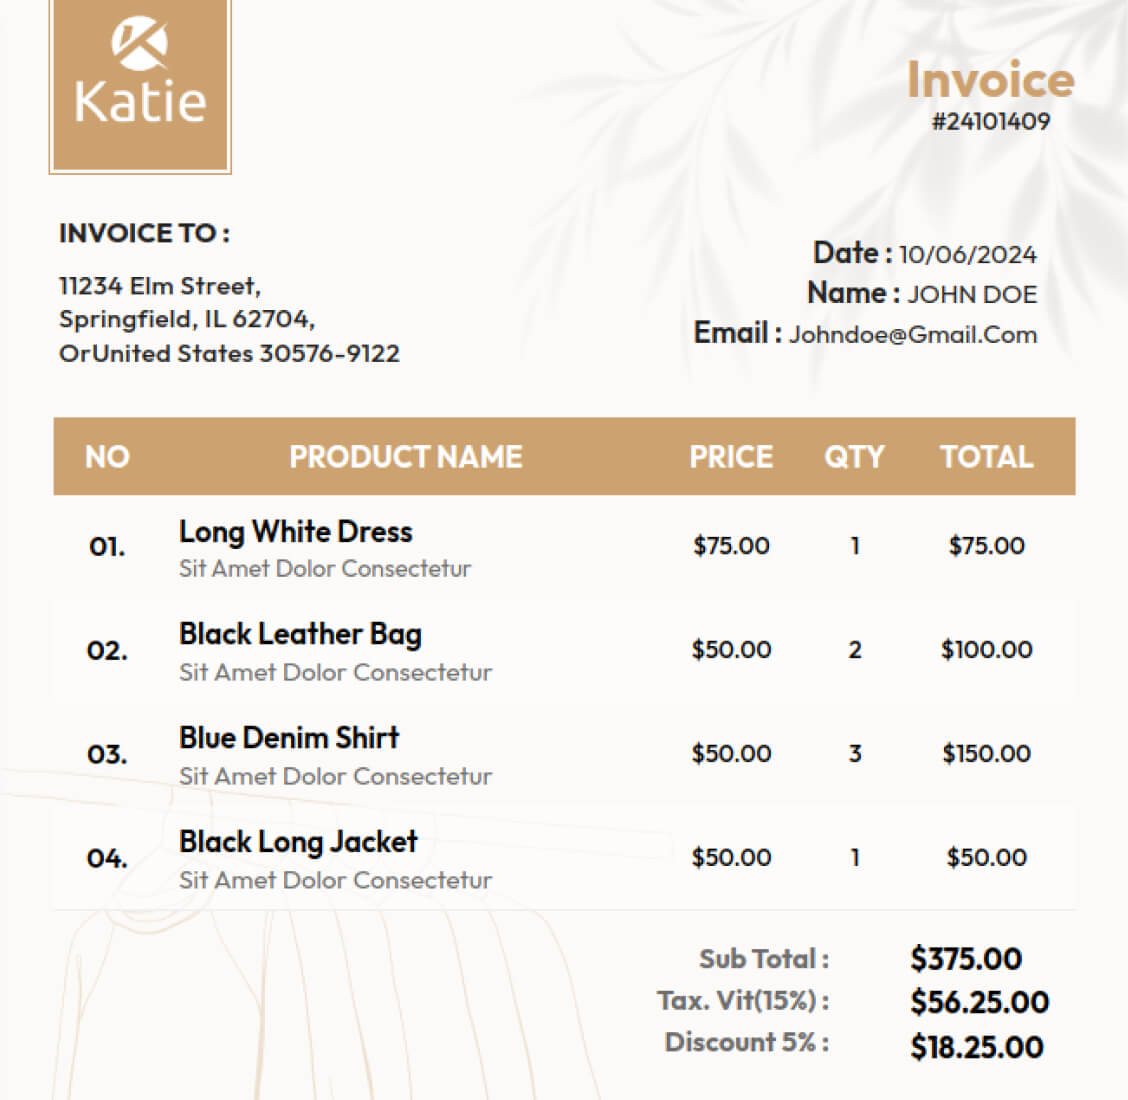 Katie
Invoice
#24101409
INVOICE TO :
11234 Elm Street,
Springfield, IL 62704,
OrUnited States 30576-9122
Date : 10/06/2024
Name : JOHN DOE
Email : Johndoe@Gmail.Com
NO PRODUCT NAME PRICE QTY TOTAL
01. Long White Dress $75.00 1 $75.00
Sit Amet Dolor Consectetur
02. Black Leather Bag $50.00 2 $100.00
Sit Amet Dolor Consectetur
03. Blue Denim Shirt $50.00 3 $150.00
Sit Amet Dolor Consectetur
04. Black Long Jacket $50.00 1 $50.00
Sit Amet Dolor Consectetur
Sub Total : $375.00
Tax. Vit(15%) : $56.25.00
Discount 5% : $18.25.00